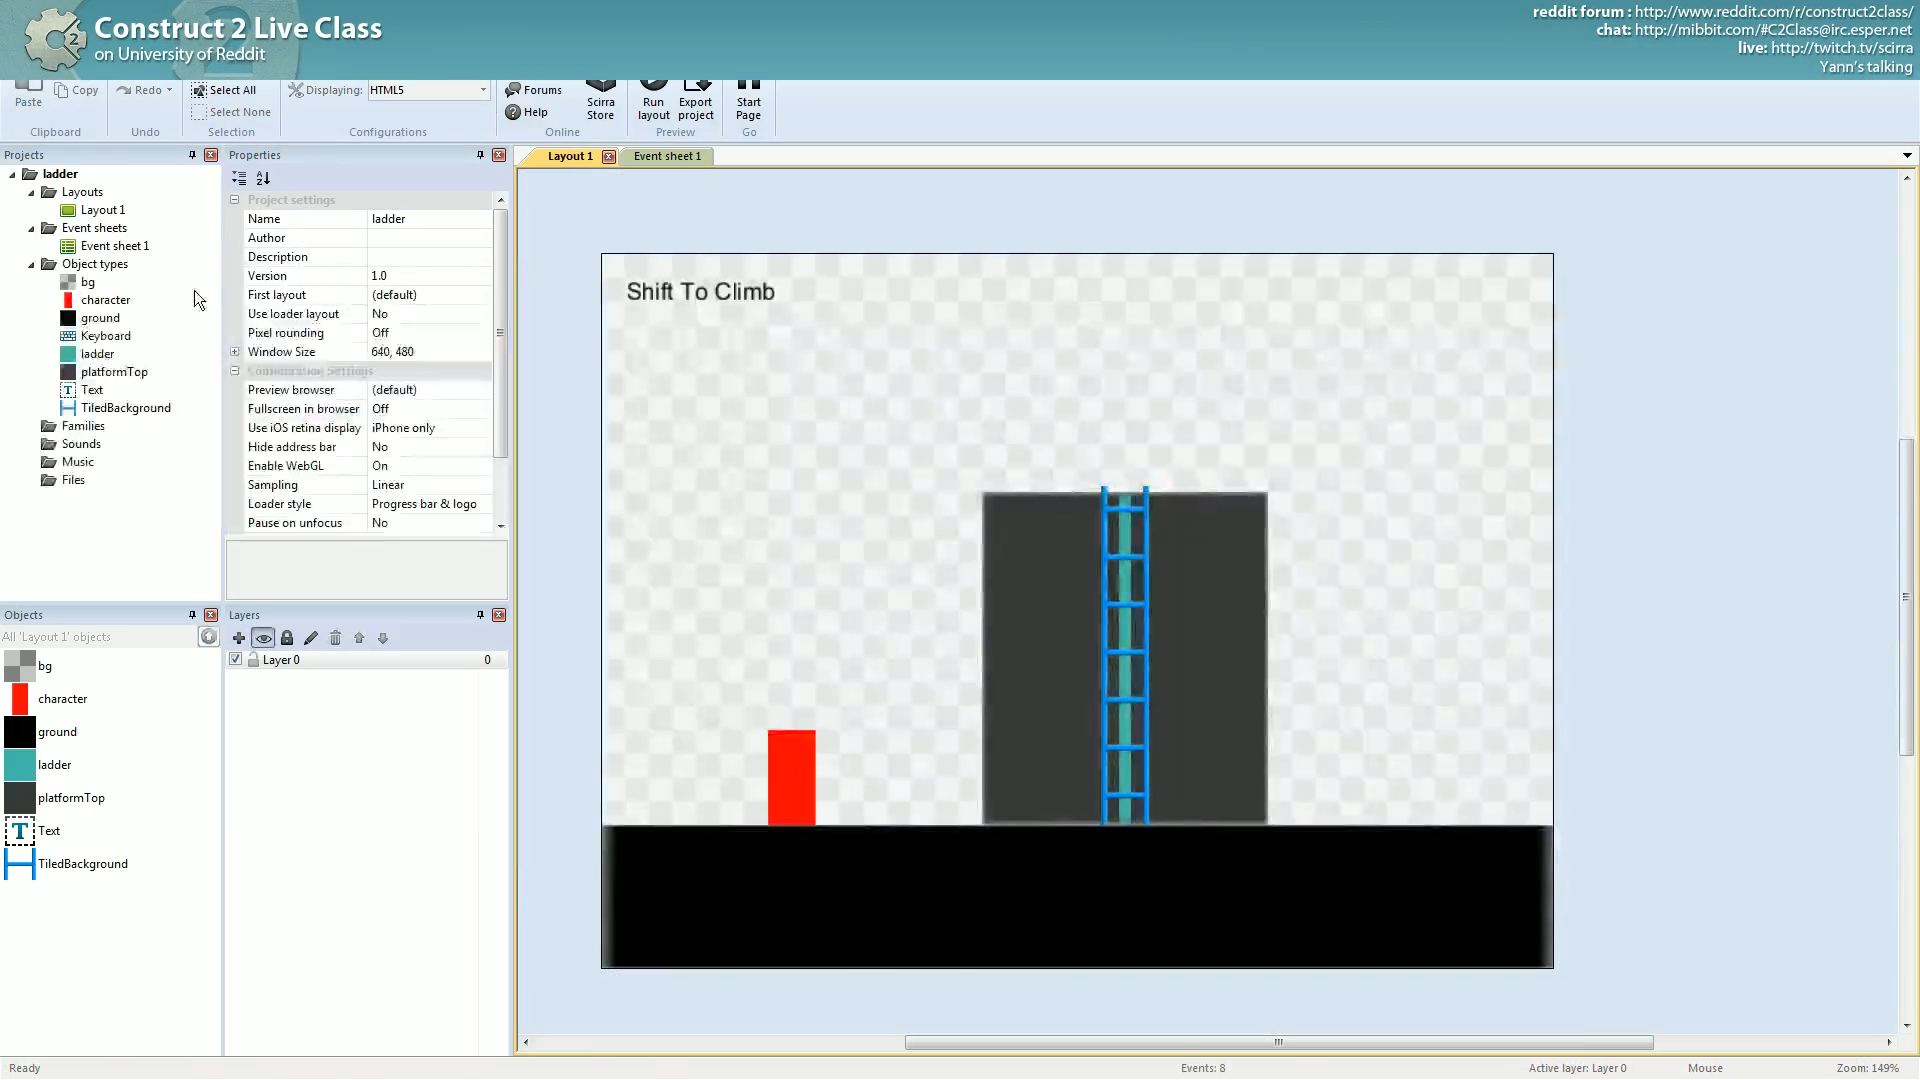 Construct 2 Live Class
on University of Reddit
reddit forum : http://www.reddit.com/r/construct2class/
chat: http://mibbit.com/#C2Class@irc.esper.net
live: http://twitch.tv/scirra
Yann's talking
Paste
Copy
Clipboard
Redo
Undo
Select All
Select None
Selection
Displaying: HTML5
Configurations
Forums
Help
Scirra Store
Online
Run layout
Export project
Preview
Start Page
Go
Projects
ladder
Layouts
Layout 1
Event sheets
Event sheet 1
Object types
bg
character
ground
Keyboard
ladder
platformTop
T Text
TiledBackground
Families
Sounds
Music
Files
Properties
Project settings
Name ladder
Author
Description
Version 1.0
First layout (default)
Use loader layout No
Pixel rounding Off
Window Size 640, 480
Configuration Settings
Preview browser (default)
Fullscreen in browser Off
Use iOS retina display iPhone only
Hide address bar No
Enable WebGL On
Sampling Linear
Loader style Progress bar & logo
Pause on unfocus No
Objects
All 'Layout 1' objects
bg
character
ground
ladder
platformTop
T Text
TiledBackground
Layers
Layer 0 0
Layout 1 Event sheet 1
Shift To Climb
Ready
Events: 8
Active layer: Layer 0
Mouse
Zoom: 149%